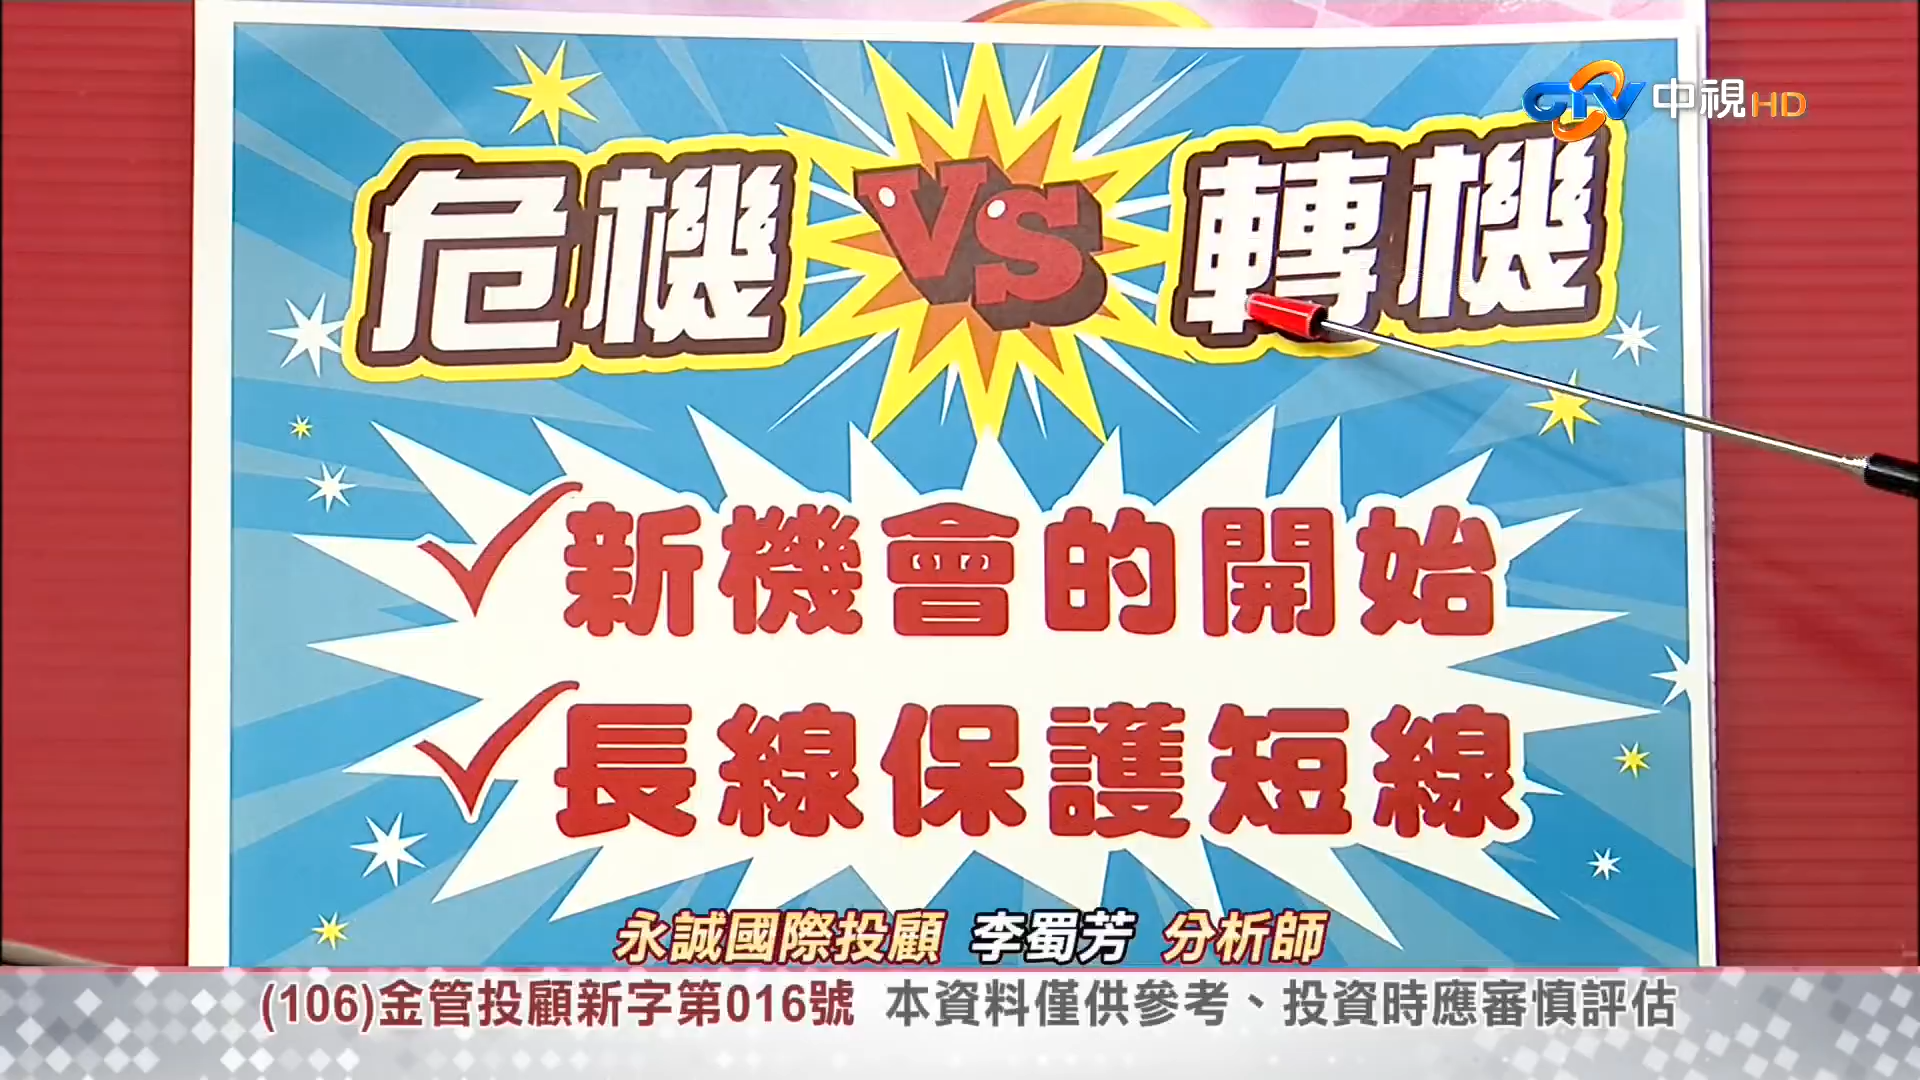 CTV 中視HD
危機 VS 轉機
新機會的開始
長線保護短線
永誠國際投顧 李蜀芳 分析師
(106)金管投顧新字第016號 本資料僅供參考、投資時應審慎評估